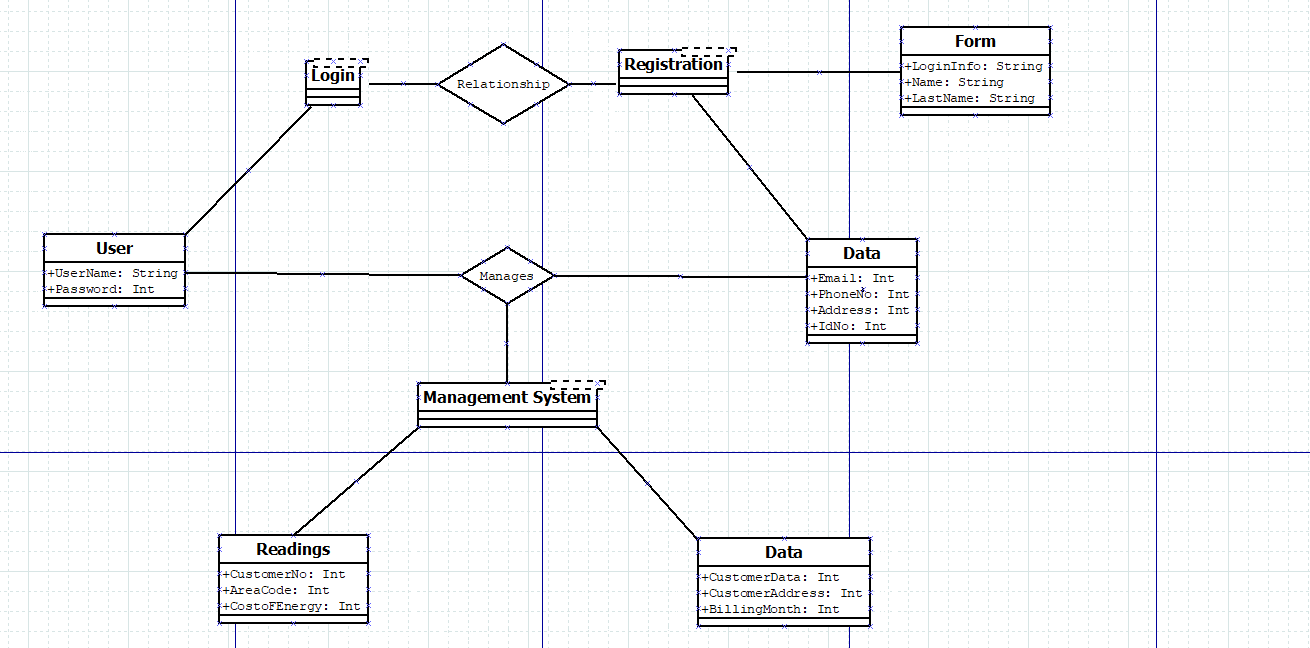 Login
Relationship
Registration
Form
+LoginInfo: String
+Name: String
+LastName: String
User
+UserName: String
+Password: Int
Manages
Data
+Email: Int
+PhoneNo: Int
+Address: Int
+IdNo: Int
Management System
Readings
+CustomerNo: Int
+AreaCode: Int
+CostoFEnergy: Int
Data
+CustomerData: Int
+CustomerAddress: Int
+BillingMonth: Int